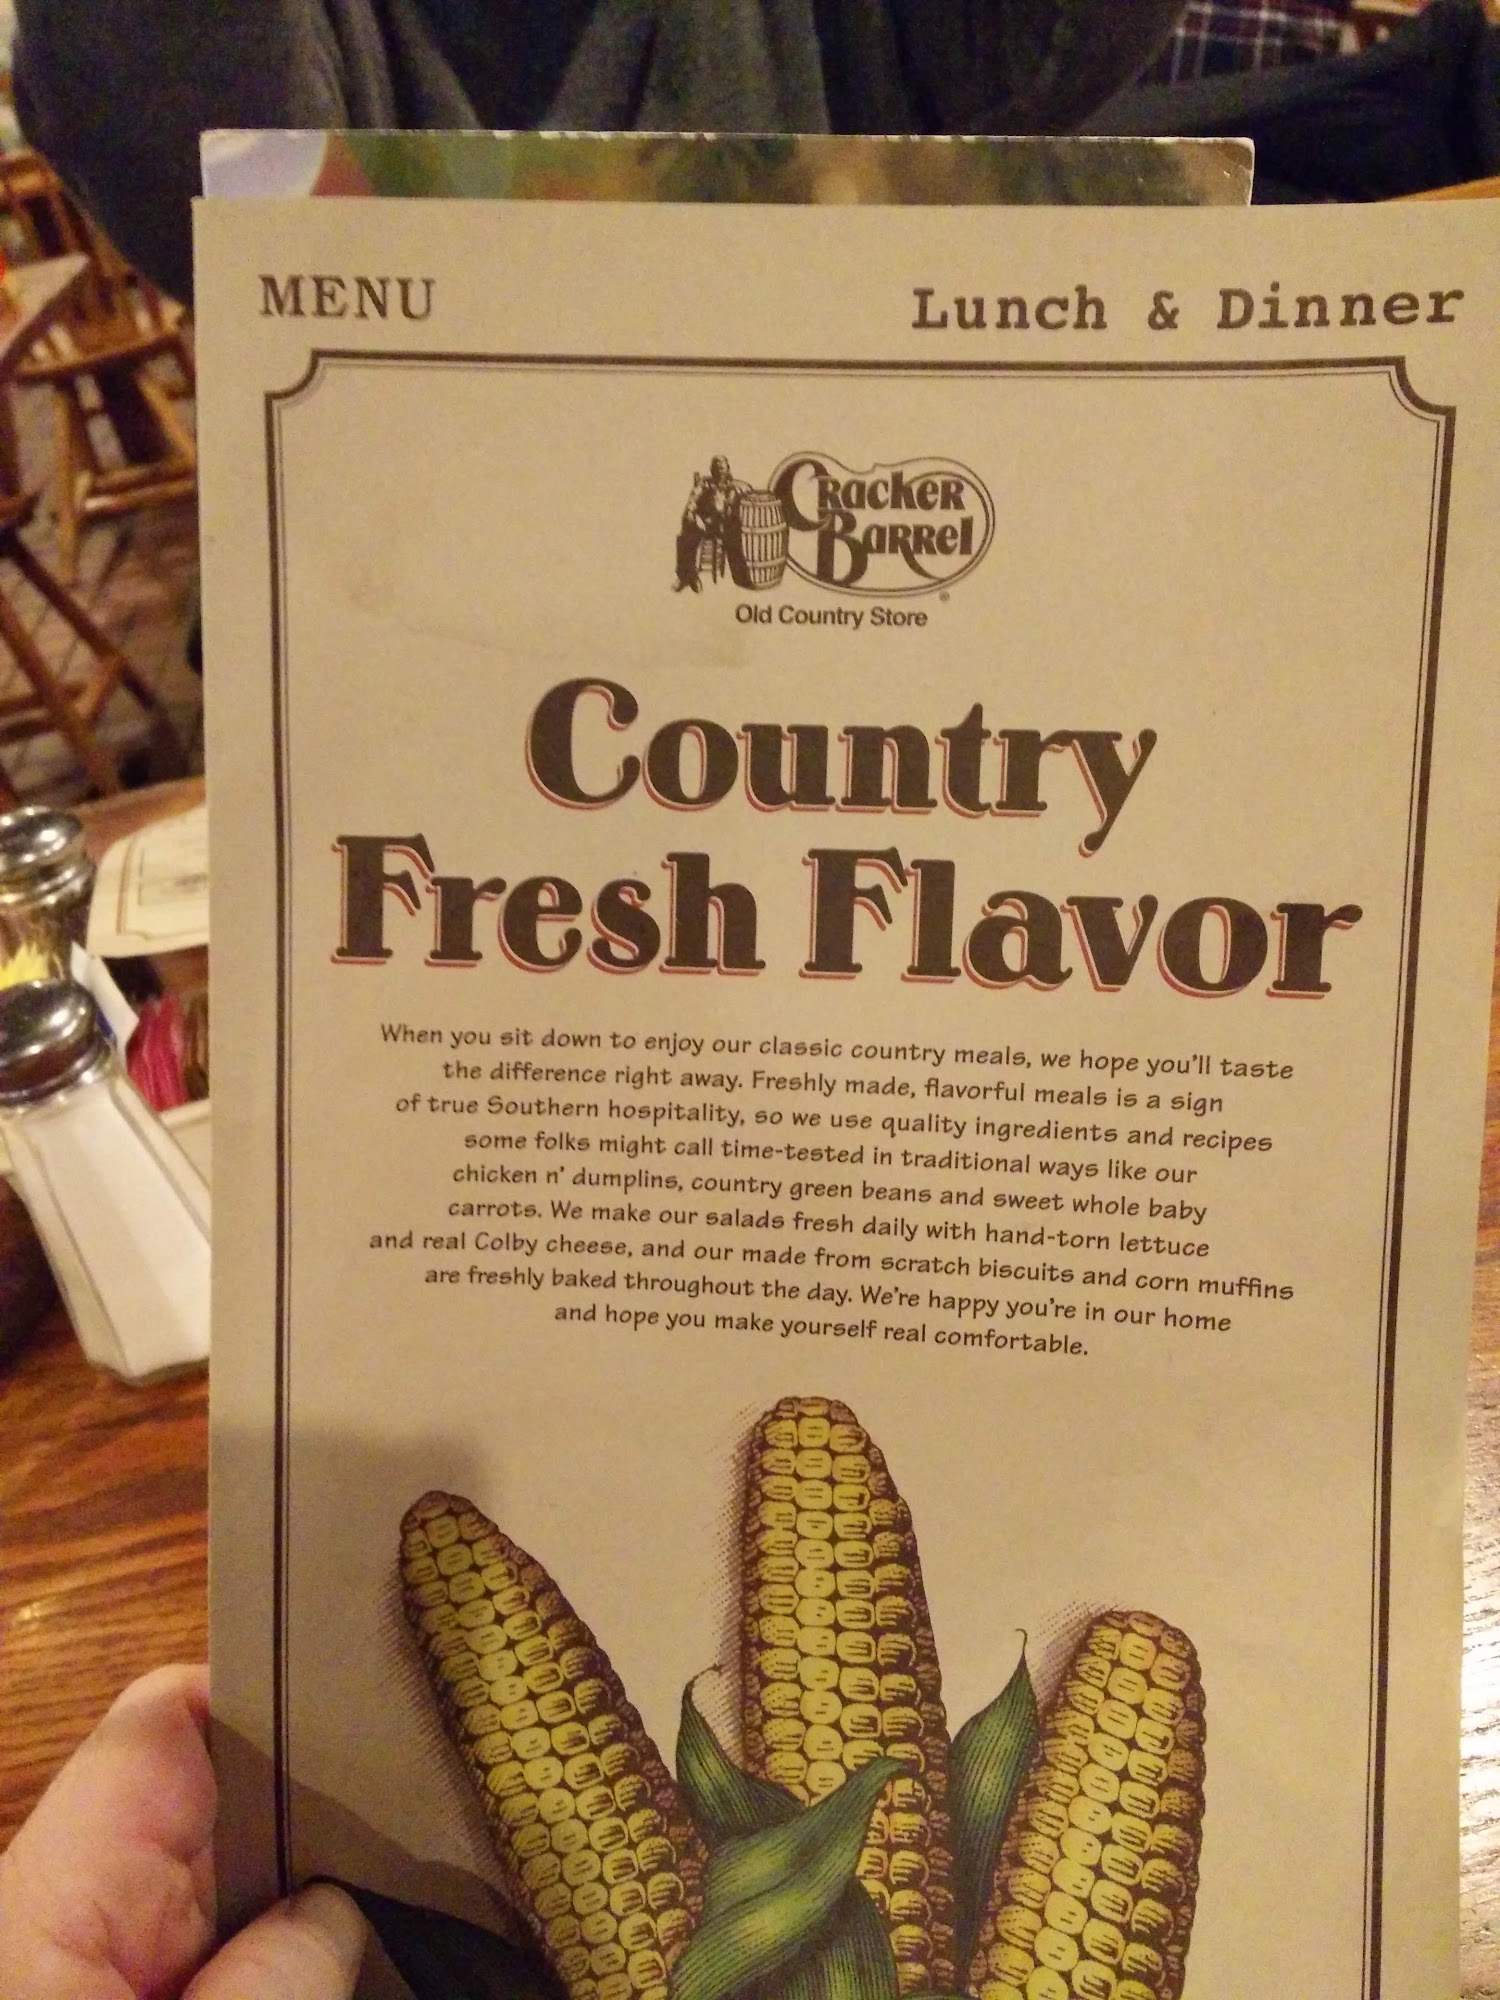 MENU
Lunch & Dinner
Cracker
Barrel
®
Old Country Store
Country
Fresh Flavor
When you sit down to enjoy our classic country meals, we hope you'll taste
the difference right away. Freshly made, flavorful meals is a sign
of true Southern hospitality, so we use quality ingredients and recipes
some folks might call time-tested in traditional ways like our
chicken n' dumplins, country green beans and sweet whole baby
carrots. We make our salads fresh daily with hand-torn lettuce
and real Colby cheese, and our made from scratch biscuits and corn muffins
are freshly baked throughout the day. We're happy you're in our home
and hope you make yourself real comfortable.